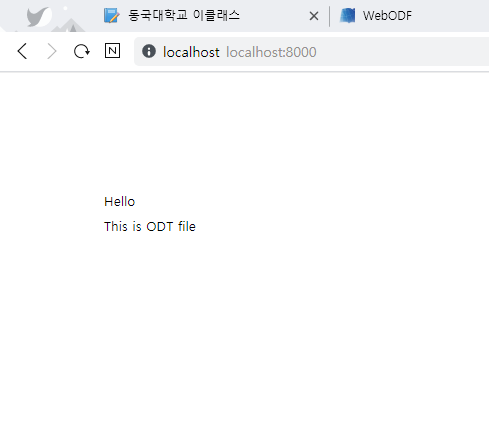 동국대학교 이클래스
WebODF
N
localhost localhost:8000
Hello
This is ODT file